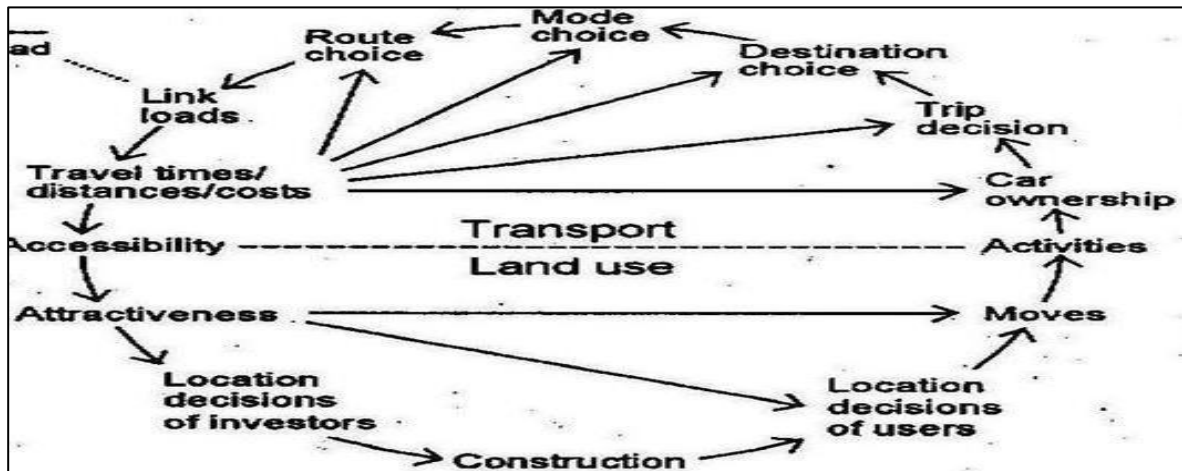 Mode
choice
Route
choice
Destination
choice
Link
loads
Trip
decision
Travel times/
distances/costs
Car
ownership
Transport
Accessibility
Activities
Land use
Attractiveness
Moves
Location
decisions
of investors
Location
decisions
of users
Construction